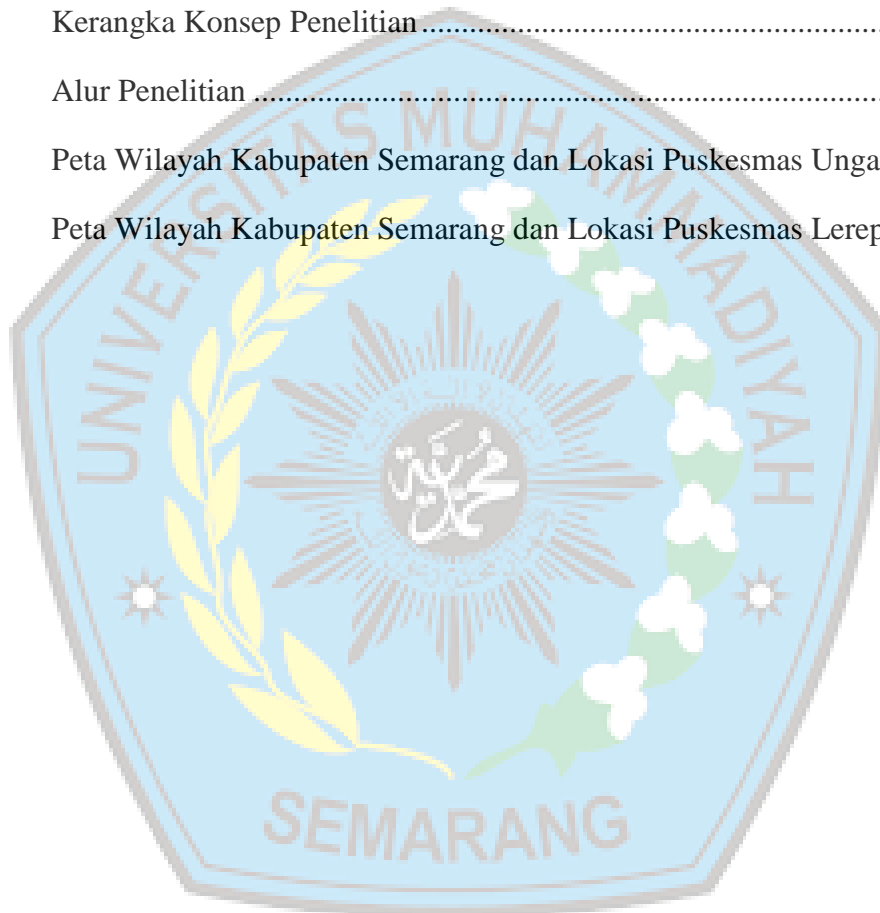 Kerangka Konsep Penelitian ................................................................
Alur Penelitian ................................................................................
Peta Wilayah Kabupaten Semarang dan Lokasi Puskesmas Unga
Peta Wilayah Kabupaten Semarang dan Lokasi Puskesmas Lerep
UNIVERSITAS MUHAMMADIYAH
محمدية
SEMARANG